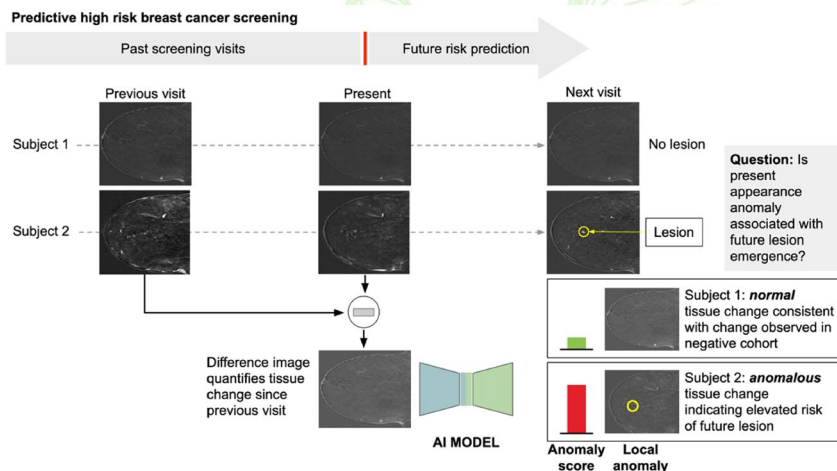 Predictive high risk breast cancer screening
Past screening visits
Future risk prediction
Previous visit
Present
Next visit
Subject 1
No lesion
Subject 2
Lesion
Question: Is
present
appearance
anomaly
associated with
future lesion
emergence?
Difference image
quantifies tissue
change since
previous visit
AI MODEL
Subject 1: normal
tissue change consistent
with change observed in
negative cohort
Subject 2: anomalous
tissue change
indicating elevated risk
of future lesion
Anomaly
score
Local
anomaly